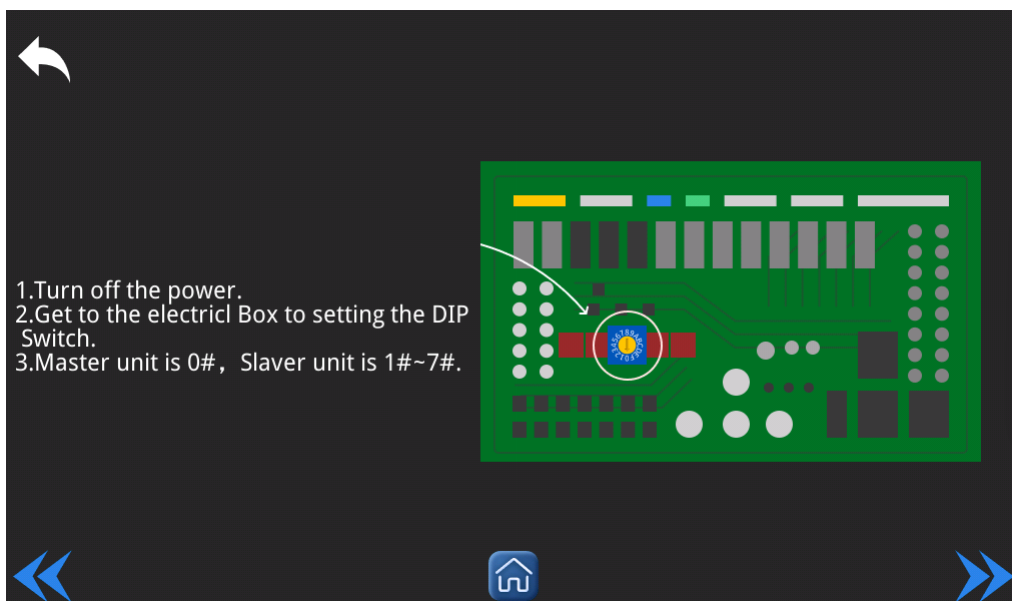 1.Turn off the power.
2.Get to the electricl Box to setting the DIP
Switch.
3.Master unit is 0#，Slaver unit is 1#~7#.